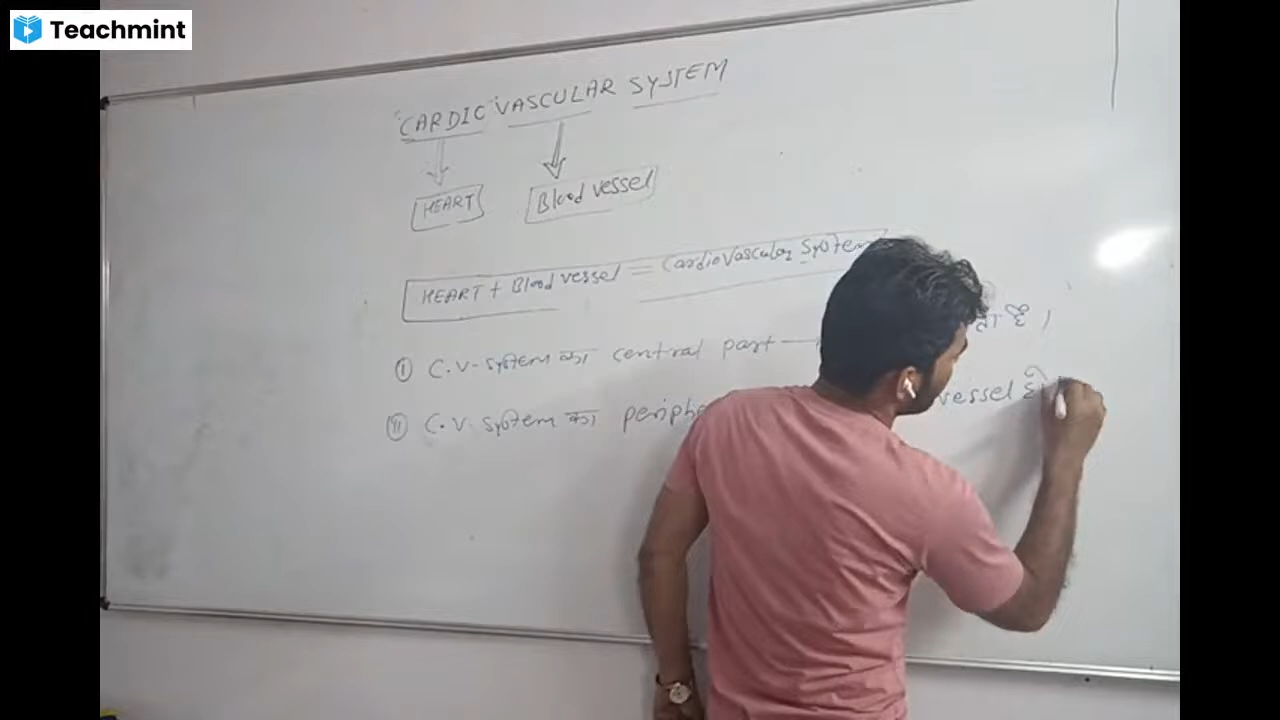 Teachmint
"CARDIO" VASCULAR SYSTEM
HEART Blood vessel
HEART + Blood vessel = Cardiovascular System
① C.V-System का central part → है ।
② C.V. System का vessel